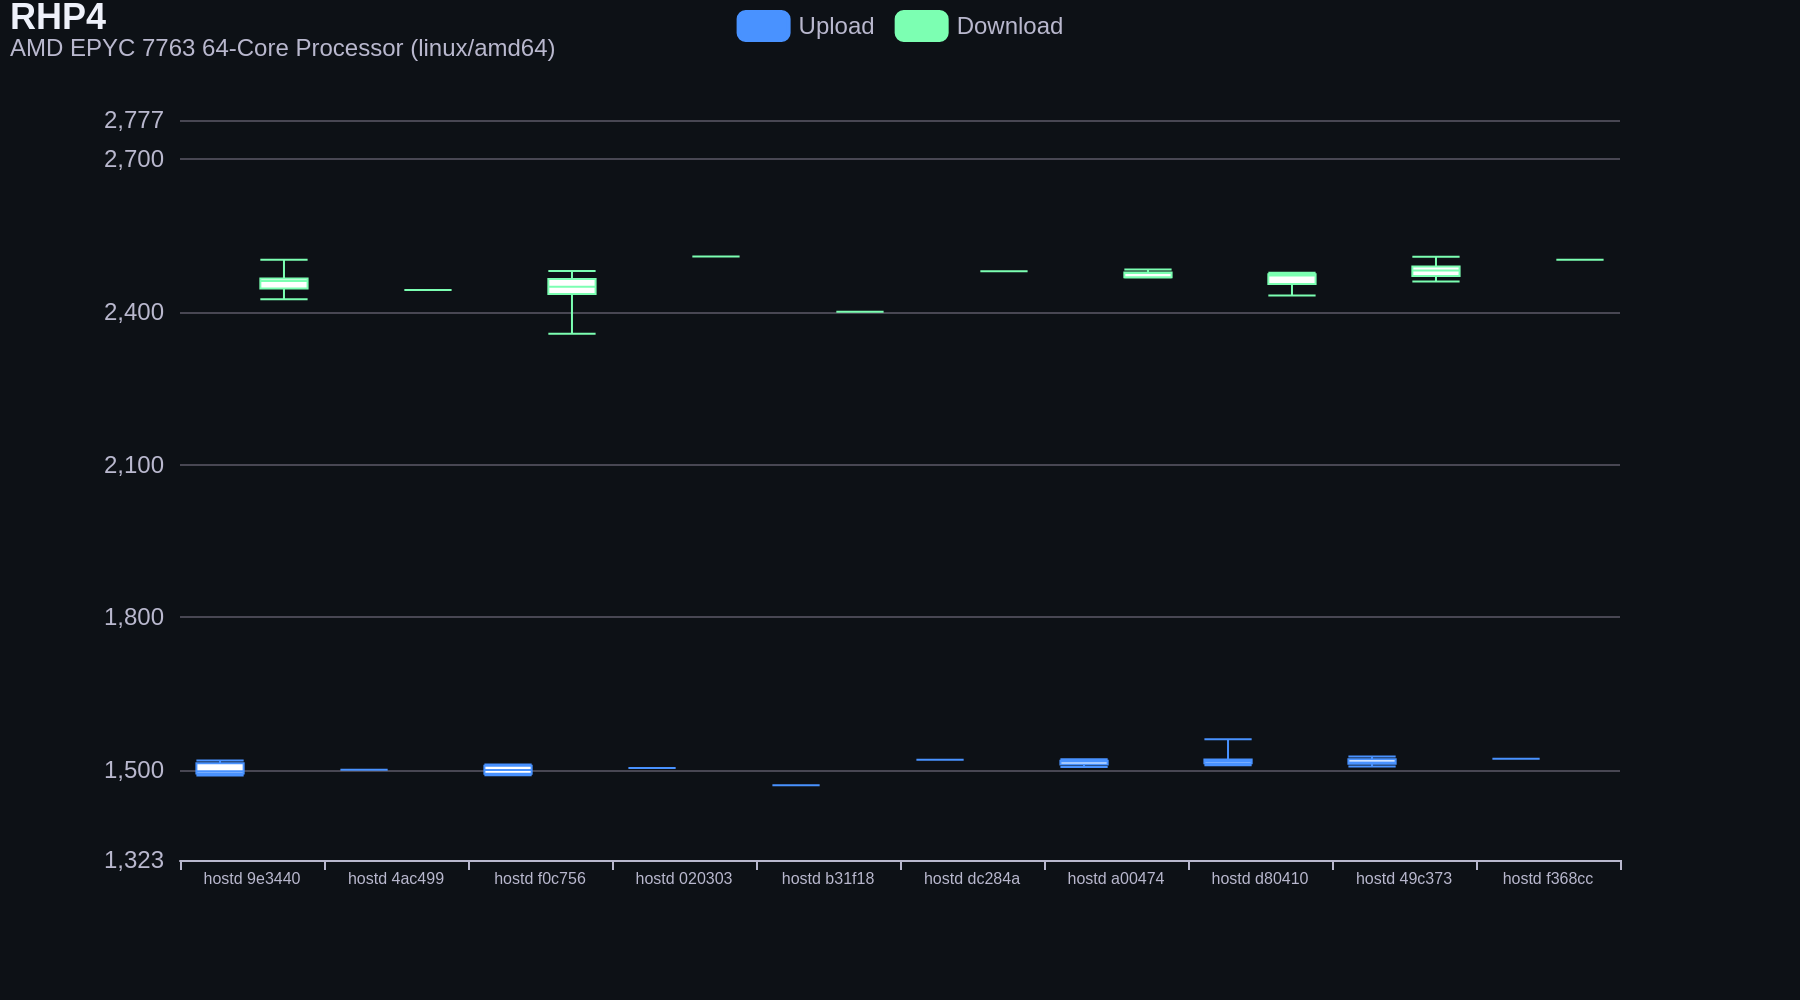 RHP4
AMD EPYC 7763 64-Core Processor (linux/amd64)
Upload
Download
2,777
2,700
2,400
2,100
1,800
1,500
1,323
hostd 9e3440
hostd 4ac499
hostd f0c756
hostd 020303
hostd b31f18
hostd dc284a
hostd a00474
hostd d80410
hostd 49c373
hostd f368cc